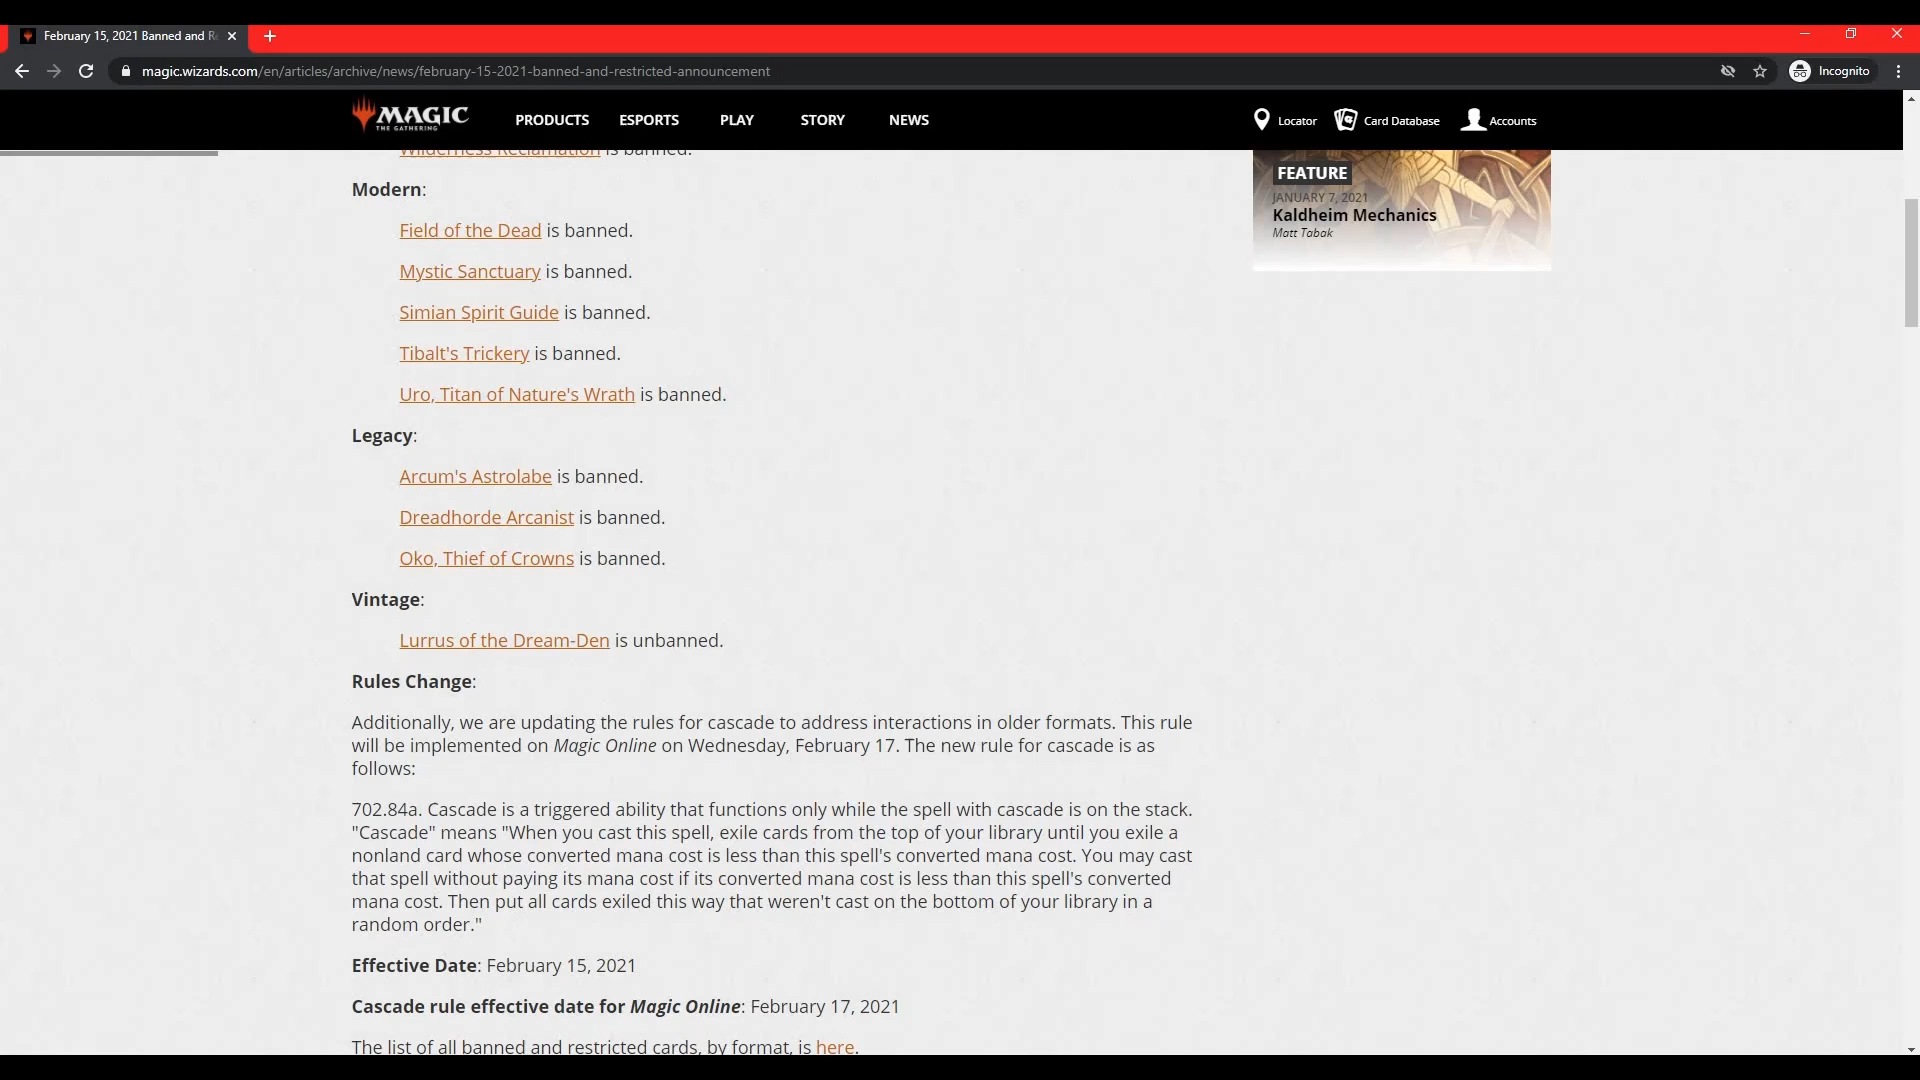 February 15, 2021 Banned and R
magic.wizards.com/en/articles/archive/news/february-15-2021-banned-and-restricted-announcement
Incognito
MAGIC
THE GATHERING
PRODUCTS
ESPORTS
PLAY
STORY
NEWS
Locator
Card Database
Accounts
Wilderness Reclamation is banned.
FEATURE
JANUARY 7, 2021
Kaldheim Mechanics
Matt Tabak
Modern:
Field of the Dead is banned.
Mystic Sanctuary is banned.
Simian Spirit Guide is banned.
Tibalt's Trickery is banned.
Uro, Titan of Nature's Wrath is banned.
Legacy:
Arcum's Astrolabe is banned.
Dreadhorde Arcanist is banned.
Oko, Thief of Crowns is banned.
Vintage:
Lurrus of the Dream-Den is unbanned.
Rules Change:
Additionally, we are updating the rules for cascade to address interactions in older formats. This rule
will be implemented on Magic Online on Wednesday, February 17. The new rule for cascade is as
follows:
702.84a. Cascade is a triggered ability that functions only while the spell with cascade is on the stack.
"Cascade" means "When you cast this spell, exile cards from the top of your library until you exile a
nonland card whose converted mana cost is less than this spell's converted mana cost. You may cast
that spell without paying its mana cost if its converted mana cost is less than this spell's converted
mana cost. Then put all cards exiled this way that weren't cast on the bottom of your library in a
random order."
Effective Date: February 15, 2021
Cascade rule effective date for Magic Online: February 17, 2021
The list of all banned and restricted cards, by format, is here.